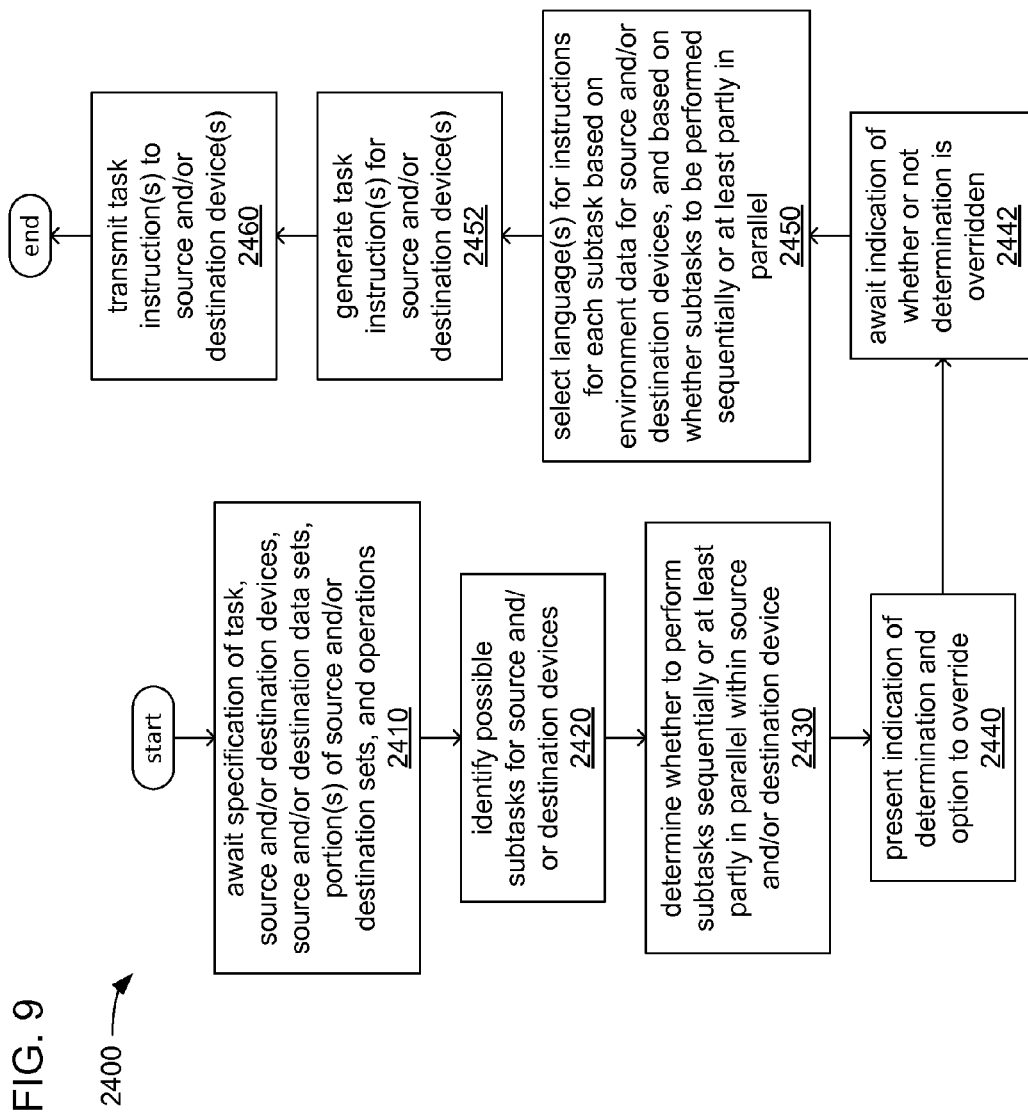 FIG. 9
2400
start
await specification of task,
source and/or destination devices,
source and/or destination data sets,
portion(s) of source and/or
destination sets, and operations
2410
identify possible
subtasks for source and/
or destination devices
2420
determine whether to perform
subtasks sequentially or at least
partly in parallel within source
and/or destination device
2430
present indication of
determination and
option to override
2440
await indication of
whether or not
determination is
overridden
2442
select language(s) for instructions
for each subtask based on
environment data for source and/or
destination devices, and based on
whether subtasks to be performed
sequentially or at least partly in
parallel
2450
generate task
instruction(s) for
source and/or
destination device(s)
2452
transmit task
instruction(s) to
source and/or
destination device(s)
2460
end